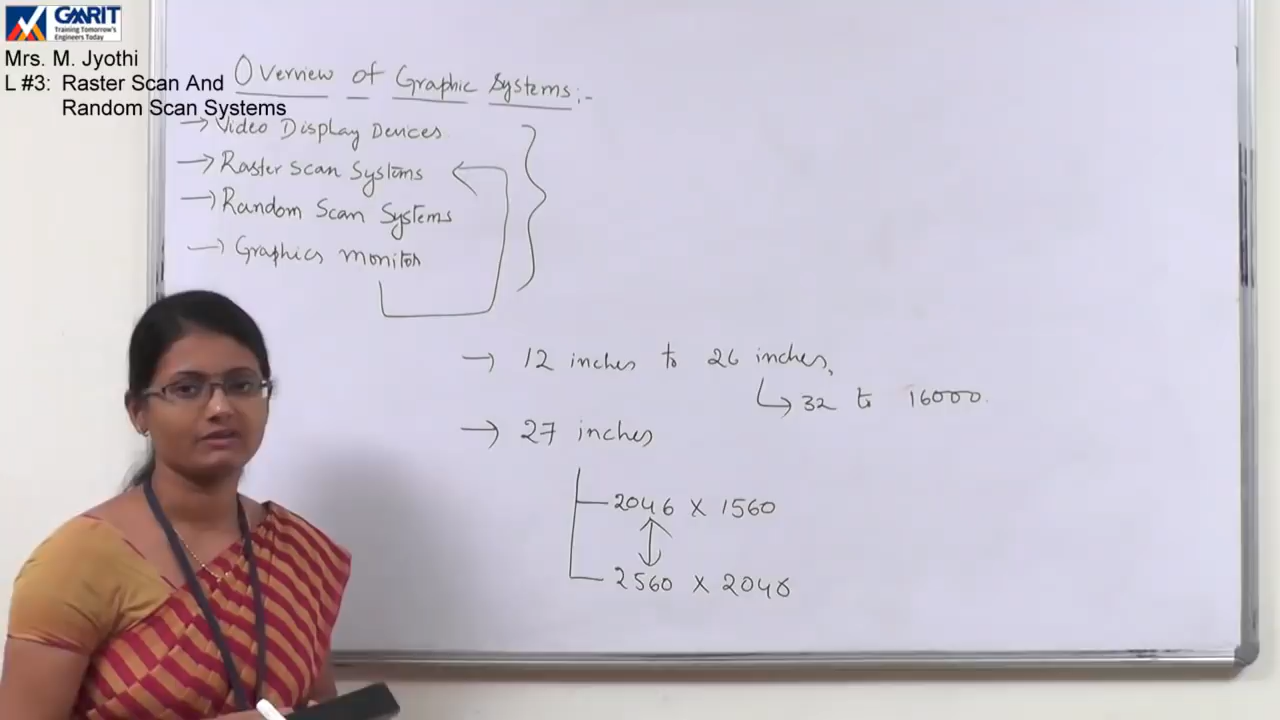 GMRIT
Training Tomorrow's
Engineers Today
Mrs. M. Jyothi
L #3: Raster Scan And
Random Scan Systems
Overview of Graphic Systems:-
→ Video Display Devices
→ Raster Scan Systems
→ Random Scan Systems
→ Graphics monitor
→ 12 inches to 26 inches,
32 to 16000.
→ 27 inches
2046 X 1560
2560 X 2046